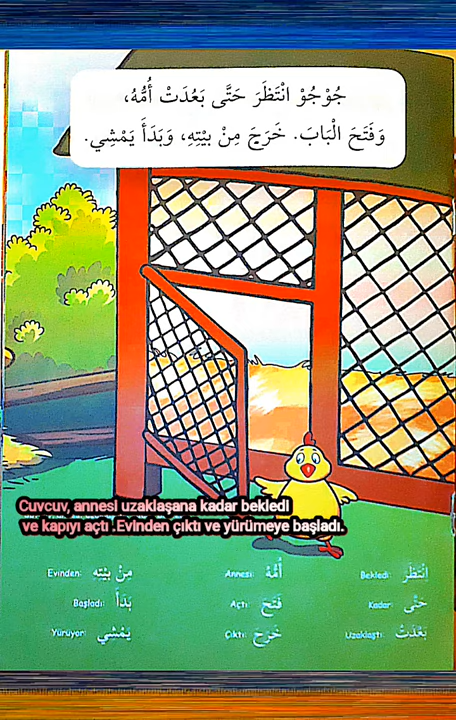 جُوْجُوْ انْتَظَرَ حَتَّى بَعُدَتْ أُمُّهُ،
وَفَتَحَ الْبَابَ. خَرَجَ مِنْ بَيْتِهِ، وَبَدَأَ يَمْشِي.
Cuvcuv, annesi uzaklaşana kadar bekledi
ve kapıyı açtı .Evinden çıktı ve yürümeye başladı.
Evinden: مِنْ بَيْتِهِ Annesi: أُمُّهُ Bekledi: انْتَظَرَ
Başladı: بَدَأَ Açtı: فَتَحَ Kadar: حَتَّى
Yürüyor: يَمْشِي Çıktı: خَرَجَ Uzaklaştı: بَعُدَتْ